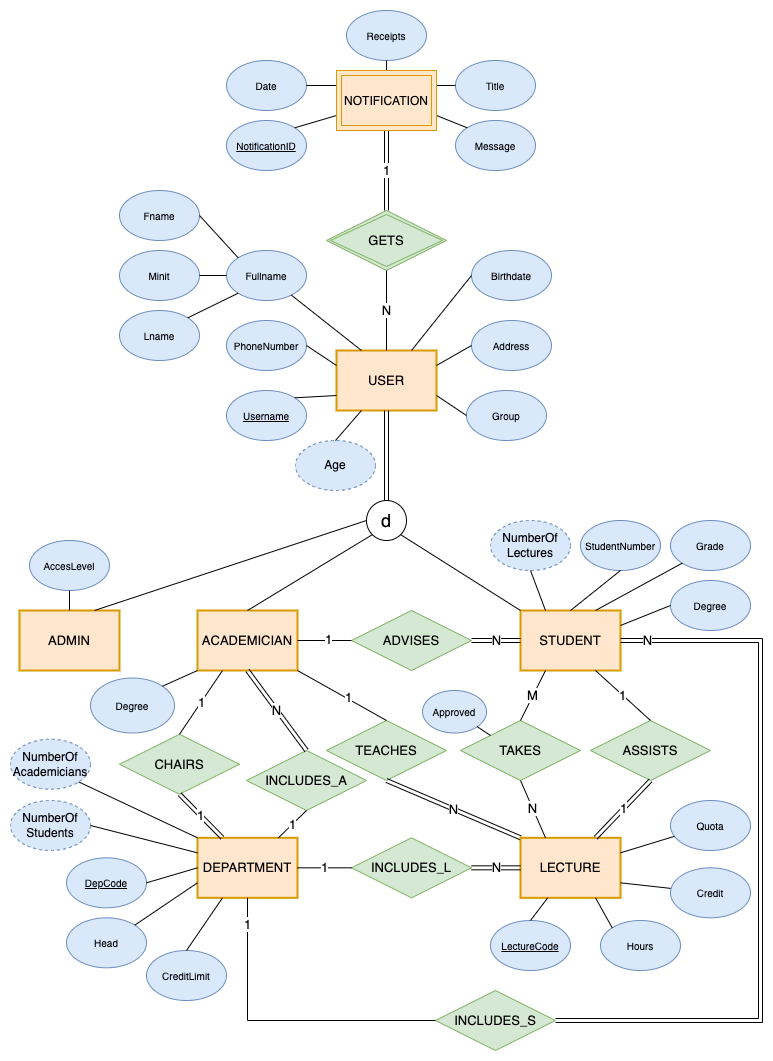 Receipts
Date
NOTIFICATION
Title
NotificationID
Message
1
GETS
Fname
Minit
Fullname
Birthdate
Lname
N
PhoneNumber
Address
USER
Username
Group
Age
d
NumberOf
Lectures
StudentNumber
Grade
AccesLevel
Degree
ADMIN
ACADEMICIAN
1
ADVISES
N
STUDENT
N
Degree
1
N
1
M
1
Approved
CHAIRS
INCLUDES_A
TEACHES
TAKES
ASSISTS
NumberOf
Academicians
NumberOf
Students
1
1
N
N
1
Quota
DEPARTMENT
1
INCLUDES_L
N
LECTURE
DepCode
Credit
Head
1
LectureCode
Hours
CreditLimit
INCLUDES_S